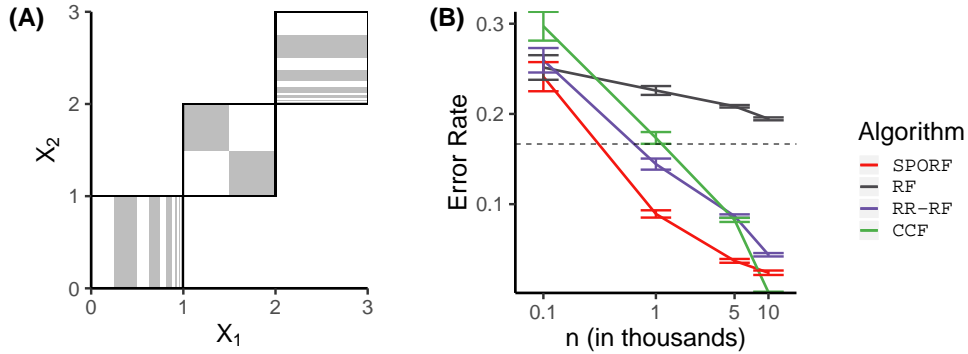 (A)
3
2
1
0
X2
0 1 2 3
X1
(B)
0.3
0.2
0.1
Error Rate
0.1 1 5 10
n (in thousands)
Algorithm
SPORF
RF
RR-RF
CCF